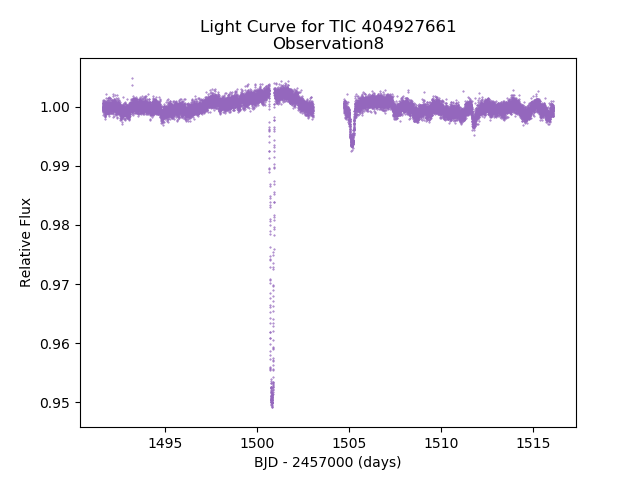 Light Curve for TIC 404927661
Observation8
1.00
0.99
0.98
0.97
0.96
0.95
Relative Flux
1495 1500 1505 1510 1515
BJD - 2457000 (days)